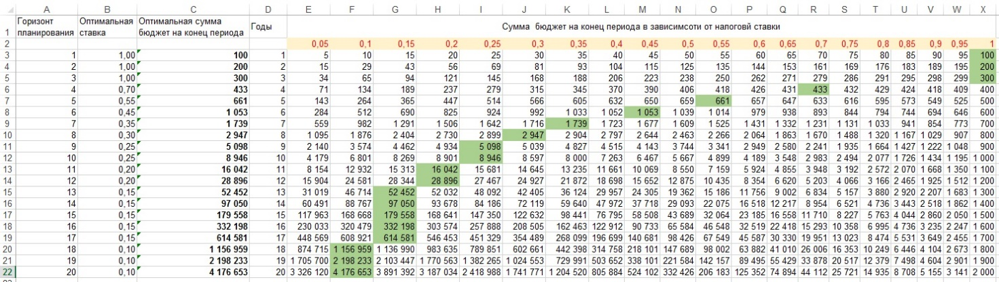 A B C D E F G H I J K L M N O P Q R S T U V W X
1 Горизонт планирования Оптимальная ставка Оптимальная сумма бюджет на конец периода Годы Сумма бюджет на конец периода в зависимсоти от налоговй ставки
2 0,05 0,1 0,15 0,2 0,25 0,3 0,35 0,4 0,45 0,5 0,55 0,6 0,65 0,7 0,75 0,8 0,85 0,9 0,95 1
3 1 1,00 100 1 5 10 15 20 25 30 35 40 45 50 55 60 65 70 75 80 85 90 95 100
4 2 1,00 200 2 15 29 43 56 69 81 93 104 115 125 135 144 153 161 169 176 183 189 195 200
5 3 1,00 300 3 34 65 94 121 145 168 188 206 223 238 250 262 271 279 286 291 295 298 299 300
6 4 0,70 433 4 71 134 189 237 279 315 345 370 390 406 418 426 431 433 432 429 424 418 409 400
7 5 0,55 661 5 143 264 365 447 514 566 605 632 650 659 661 657 647 633 616 595 573 549 525 500
8 6 0,45 1 053 6 284 512 690 825 924 992 1 033 1 052 1 053 1 039 1 014 979 938 893 844 794 744 694 646 600
9 7 0,35 1 739 7 559 982 1 291 1 506 1 642 1 716 1 739 1 723 1 677 1 609 1 525 1 431 1 332 1 231 1 131 1 033 941 854 773 700
10 8 0,30 2 947 8 1 095 1 876 2 404 2 730 2 899 2 947 2 904 2 797 2 644 2 463 2 266 2 064 1 863 1 670 1 488 1 320 1 167 1 029 907 800
11 9 0,25 5 098 9 2 140 3 574 4 462 4 934 5 098 5 039 4 827 4 515 4 143 3 744 3 341 2 949 2 580 2 241 1 935 1 664 1 427 1 222 1 048 900
12 10 0,25 8 946 10 4 179 6 801 8 269 8 901 8 946 8 597 8 000 7 263 6 467 5 667 4 899 4 189 3 548 2 983 2 494 2 077 1 726 1 434 1 195 1 000
13 11 0,20 16 042 11 8 154 12 932 15 313 16 042 15 681 14 645 13 235 11 661 10 069 8 550 7 159 5 924 4 855 3 948 3 192 2 572 2 070 1 668 1 350 1 100
14 12 0,20 28 896 12 15 904 24 581 28 344 28 896 27 467 24 927 21 872 18 698 15 652 12 875 10 435 8 354 6 620 5 203 4 066 3 166 2 465 1 925 1 512 1 200
15 13 0,15 52 452 13 31 019 46 714 52 452 52 032 48 092 42 405 36 124 29 957 24 305 19 362 15 186 11 756 9 002 6 834 5 157 3 880 2 920 2 207 1 683 1 300
16 14 0,15 97 050 14 60 491 88 767 97 050 93 678 84 186 72 119 59 640 47 972 37 718 29 093 22 075 16 518 12 217 8 954 6 521 4 736 3 443 2 518 1 862 1 400
17 15 0,15 179 558 15 117 963 168 668 179 558 168 641 147 350 122 632 98 441 76 795 58 508 43 689 32 064 23 185 16 558 11 710 8 227 5 763 4 044 2 860 2 050 1 500
18 16 0,15 332 198 16 230 033 320 479 332 198 303 574 257 888 208 505 162 463 122 912 90 733 65 584 46 548 32 519 22 418 15 293 10 358 6 995 4 736 3 235 2 247 1 600
19 17 0,15 614 581 17 448 569 608 921 614 581 546 453 451 329 354 489 268 099 196 699 140 681 98 426 67 549 45 587 30 330 19 951 13 023 8 474 5 531 3 649 2 455 1 700
20 18 0,10 1 156 959 18 874 715 1 156 959 1 136 990 983 635 789 851 602 661 442 398 314 758 218 101 147 689 98 002 63 882 41 010 26 006 16 353 10 249 6 446 4 104 2 673 1 800
21 19 0,10 2 198 233 19 1 705 700 2 198 233 2 103 447 1 770 563 1 382 265 1 024 553 729 991 503 652 338 101 221 584 142 157 89 495 55 429 33 878 20 517 12 379 7 498 4 604 2 901 1 900
22 20 0,10 4 176 653 20 3 326 120 4 176 653 3 891 392 3 187 034 2 418 988 1 741 771 1 204 520 805 884 524 102 332 426 206 183 125 352 74 894 44 112 25 721 14 935 8 708 5 155 3 141 2 000